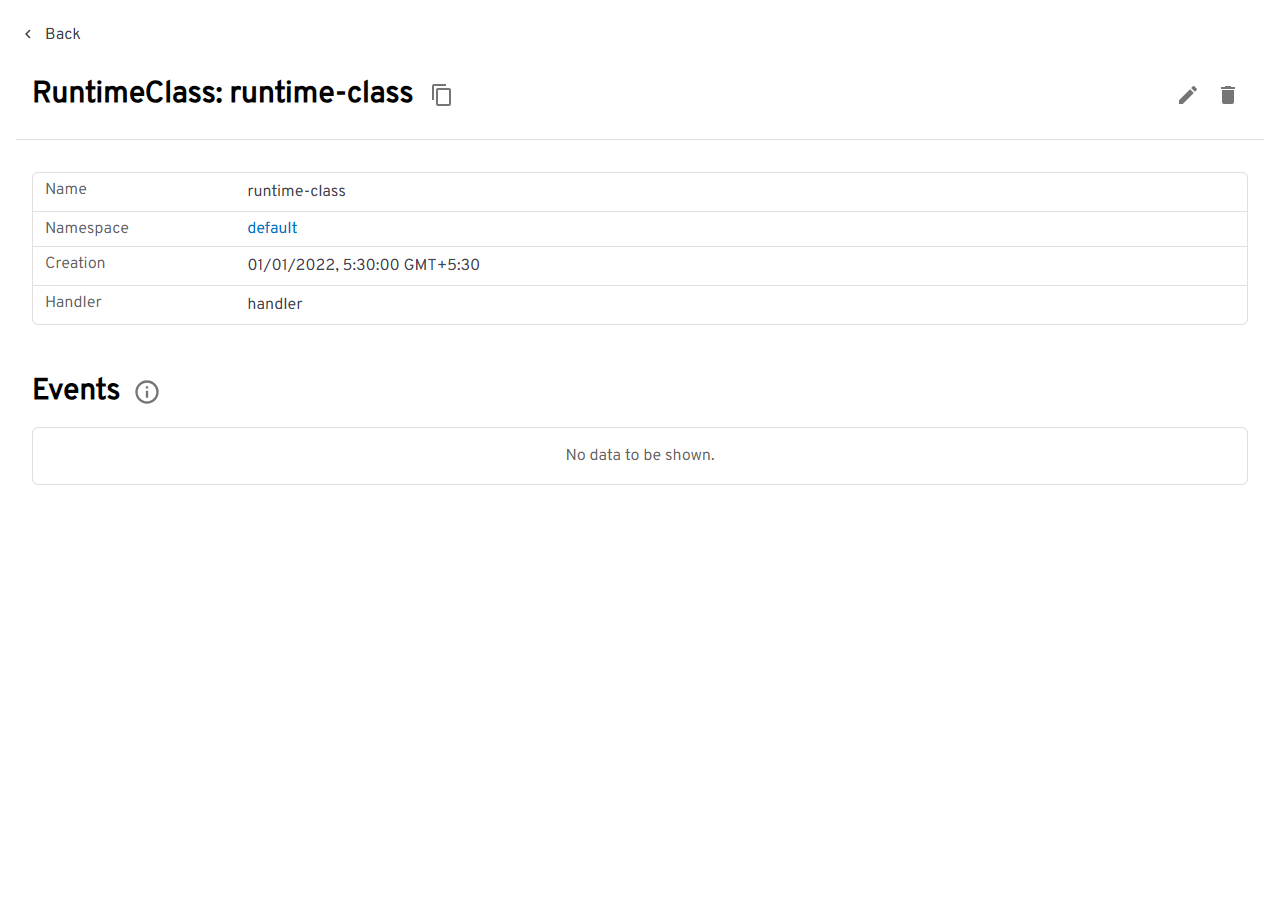 Back
RuntimeClass: runtime-class
Name runtime-class
Namespace default
Creation 01/01/2022, 5:30:00 GMT+5:30
Handler handler
Events
No data to be shown.